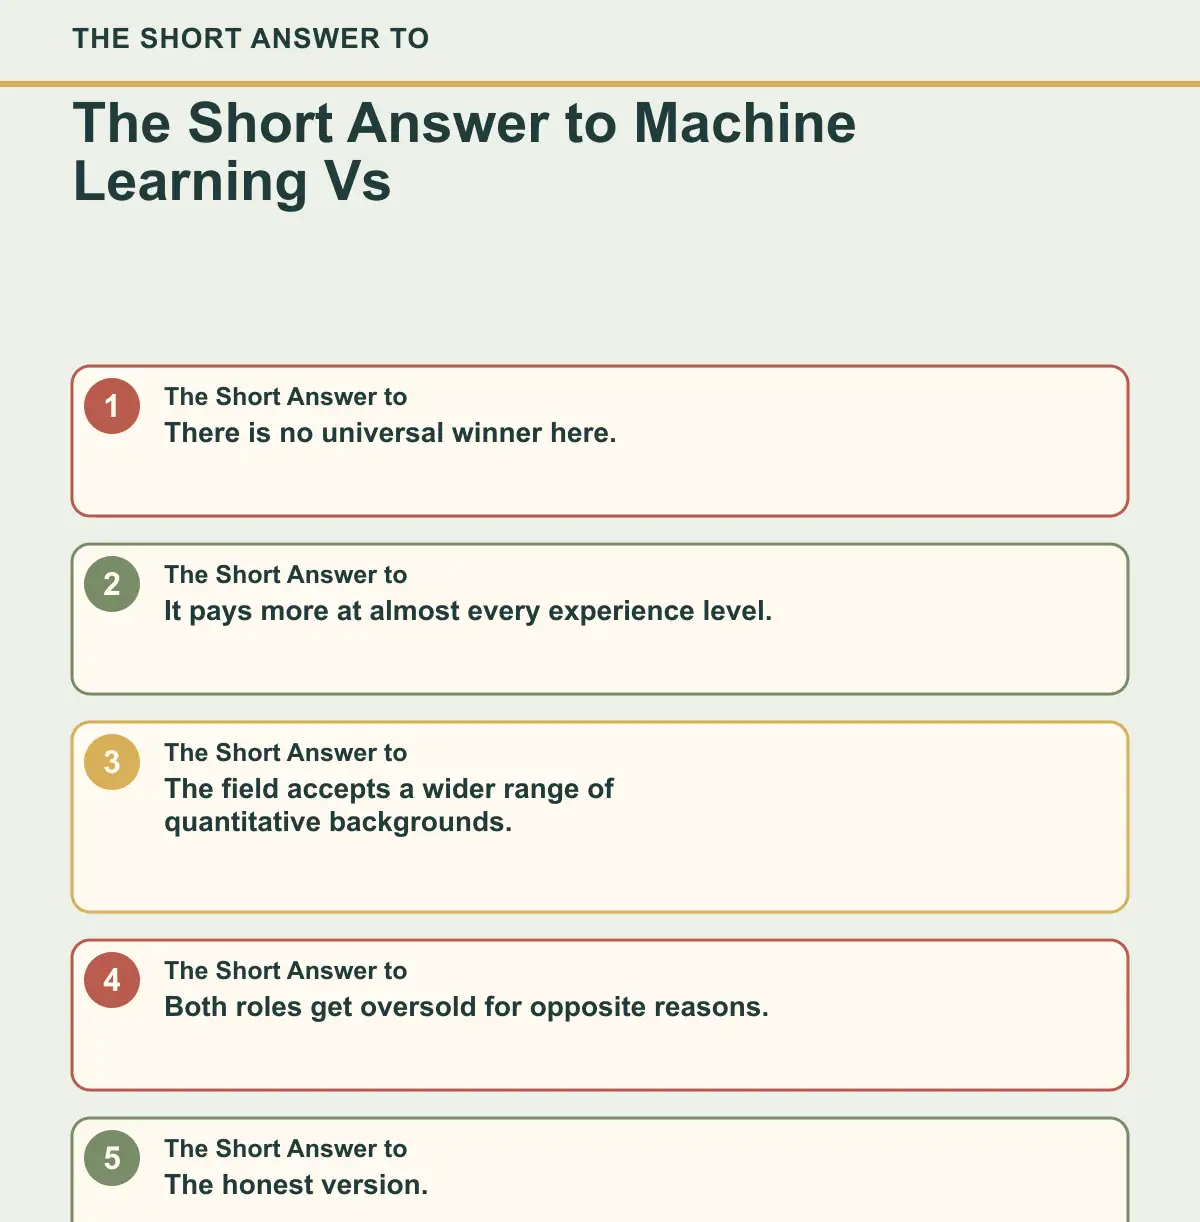 THE SHORT ANSWER TO
The Short Answer to Machine
Learning Vs
1
The Short Answer to
There is no universal winner here.
2
The Short Answer to
It pays more at almost every experience level.
3
The Short Answer to
The field accepts a wider range of
quantitative backgrounds.
4
The Short Answer to
Both roles get oversold for opposite reasons.
5
The Short Answer to
The honest version.